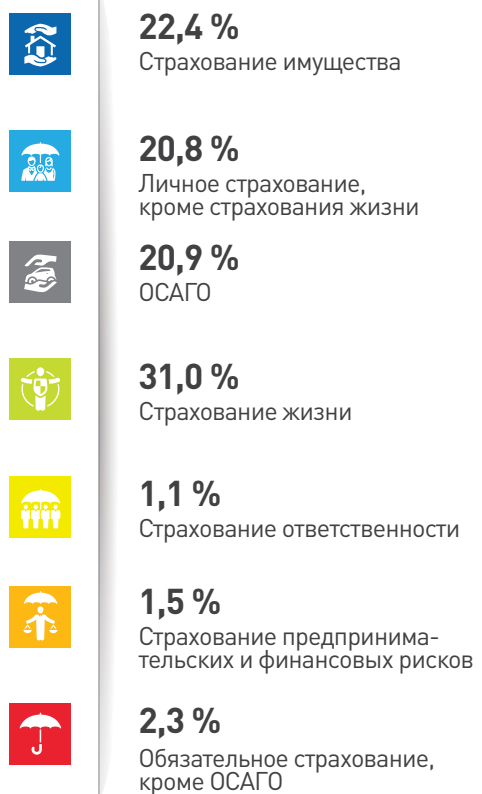 22,4 %
Страхование имущества
20,8 %
Личное страхование,
кроме страхования жизни
20,9 %
ОСАГО
31,0 %
Страхование жизни
1,1 %
Страхование ответственности
1,5 %
Страхование предпринима-
тельских и финансовых рисков
2,3 %
Обязательное страхование,
кроме ОСАГО